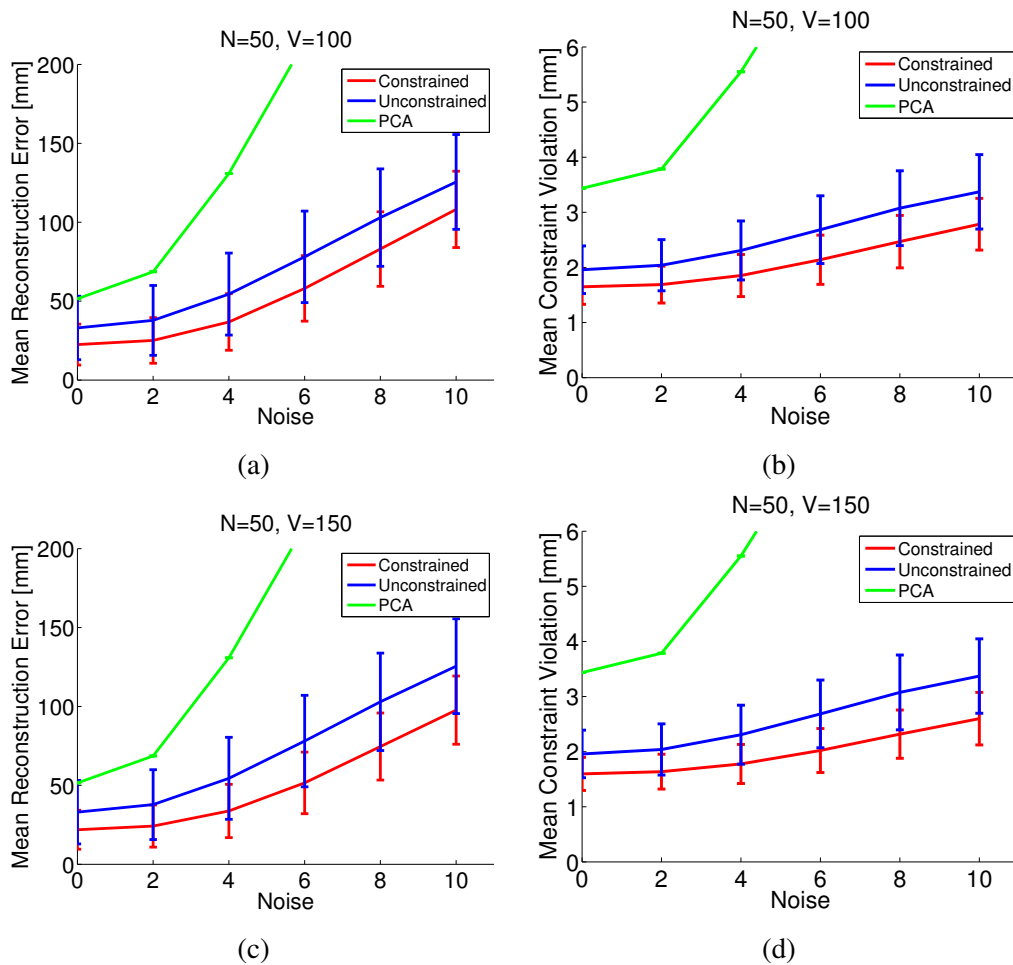 N=50, V=100
Mean Reconstruction Error [mm]
200
150
100
50
0
0 2 4 6 8 10
Noise
Constrained
Unconstrained
PCA
(a)
N=50, V=100
Mean Constraint Violation [mm]
6
5
4
3
2
1
0
0 2 4 6 8 10
Noise
Constrained
Unconstrained
PCA
(b)
N=50, V=150
Mean Reconstruction Error [mm]
200
150
100
50
0
0 2 4 6 8 10
Noise
Constrained
Unconstrained
PCA
(c)
N=50, V=150
Mean Constraint Violation [mm]
6
5
4
3
2
1
0
0 2 4 6 8 10
Noise
Constrained
Unconstrained
PCA
(d)